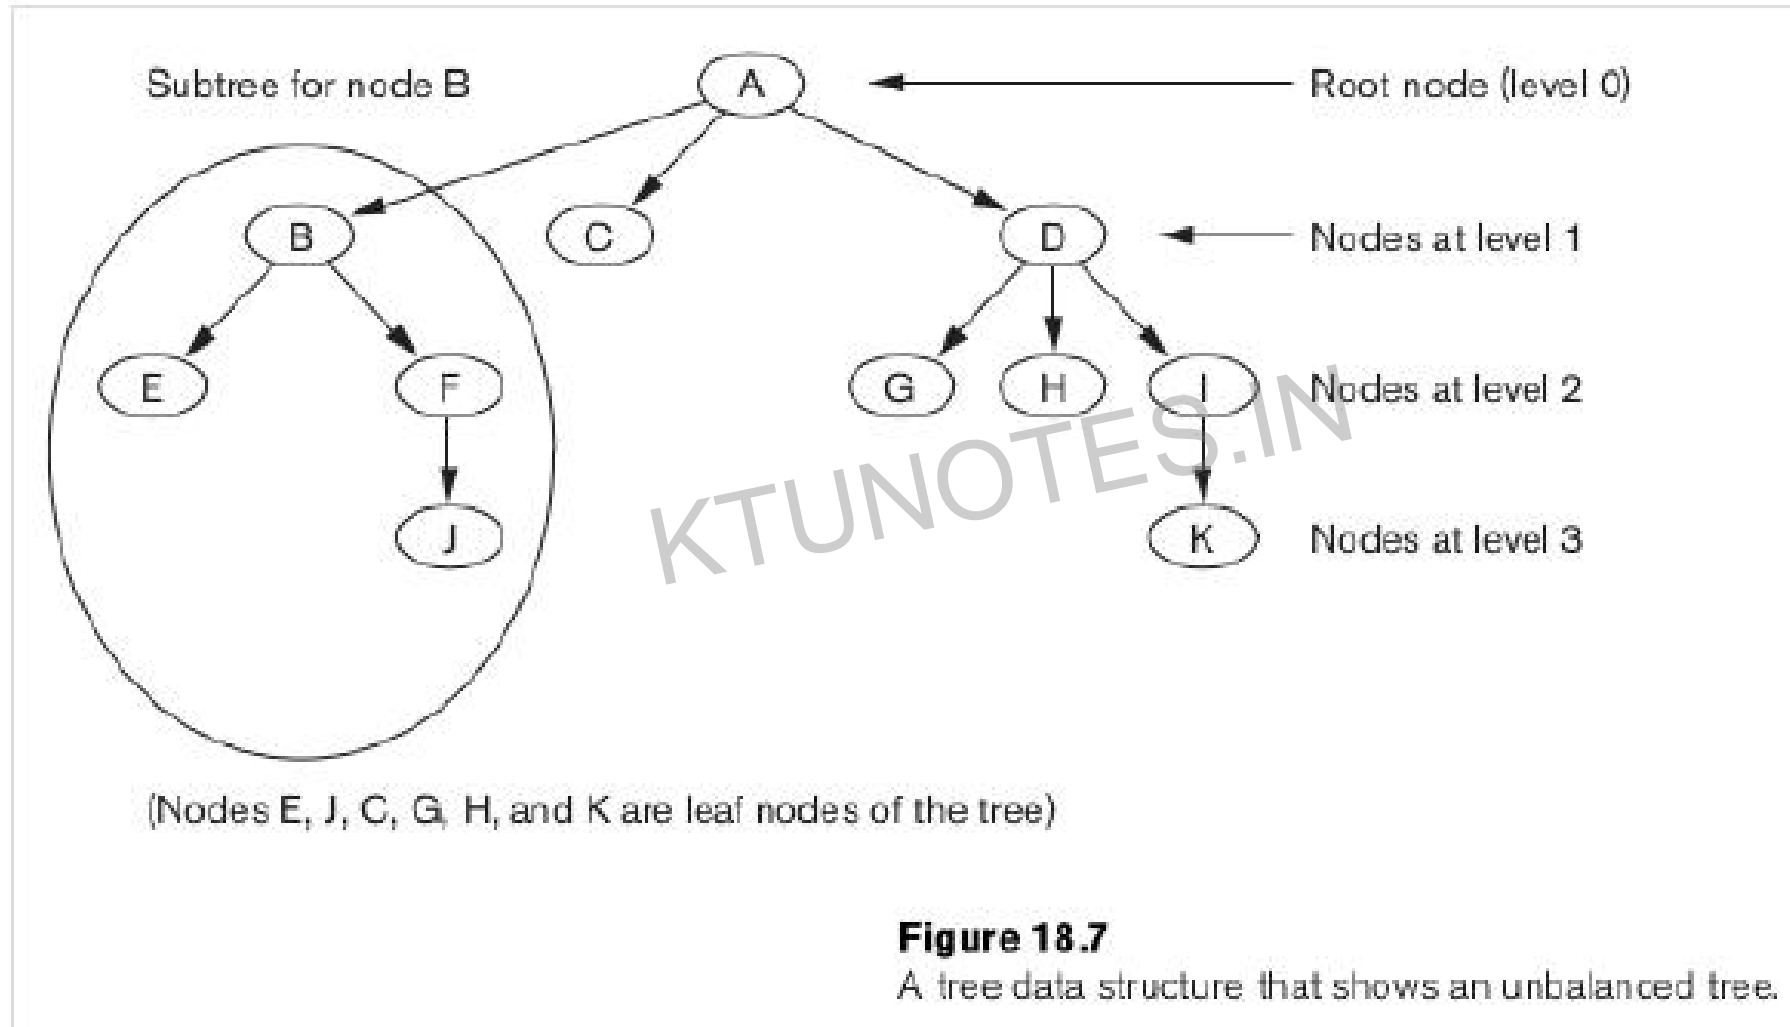 Subtree for node B
A
Root node (level 0)
B
C
D
Nodes at level 1
E
F
G
H
I
Nodes at level 2
J
K
Nodes at level 3
KTUNOTES.IN
(Nodes E, J, C, G, H, and K are leaf nodes of the tree)
Figure 18.7
A tree data structure that shows an unbalanced tree.